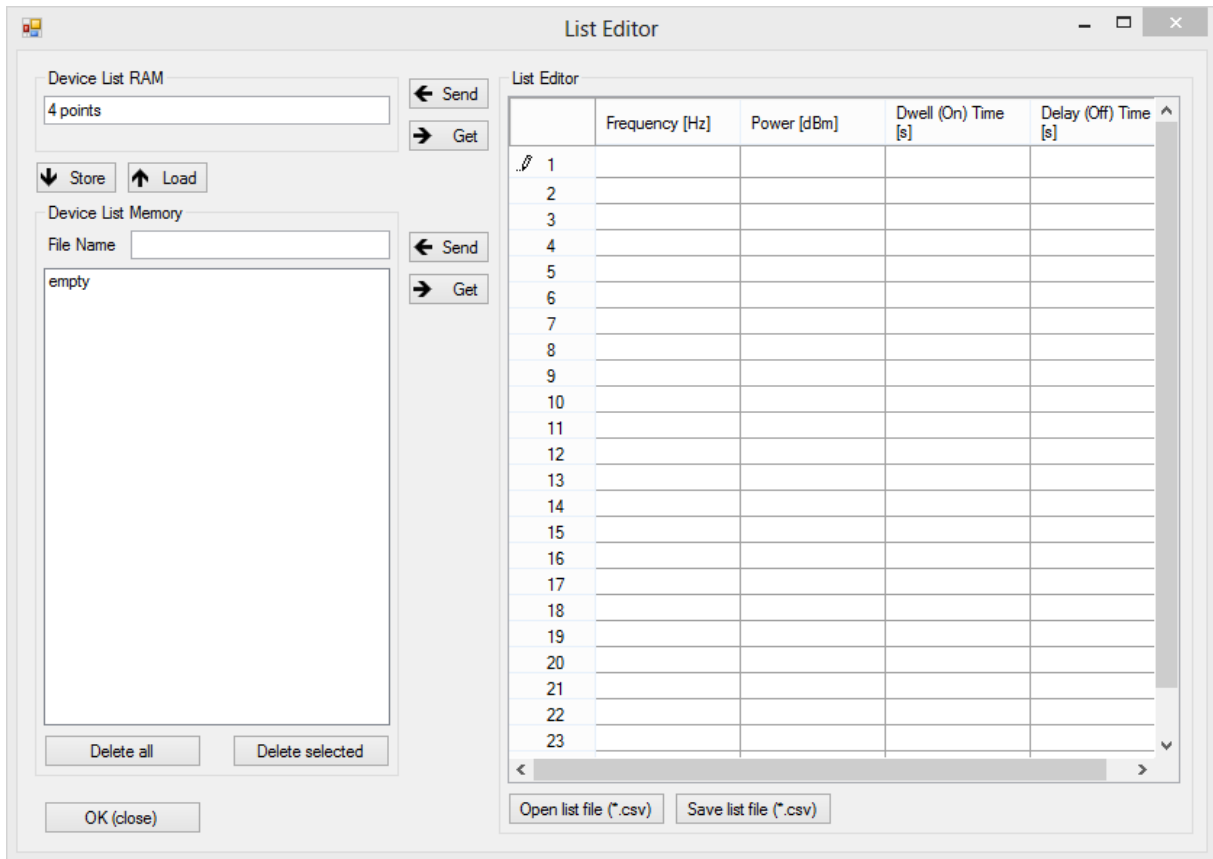 List Editor
Device List RAM
4 points
Send
Get
Store Load
Device List Memory
File Name
Send
Get
empty
Delete all Delete selected
OK (close)
List Editor
Frequency [Hz] Power [dBm] Dwell (On) Time [s] Delay (Off) Time [s]
1
2
3
4
5
6
7
8
9
10
11
12
13
14
15
16
17
18
19
20
21
22
23
Open list file (*.csv) Save list file (*.csv)